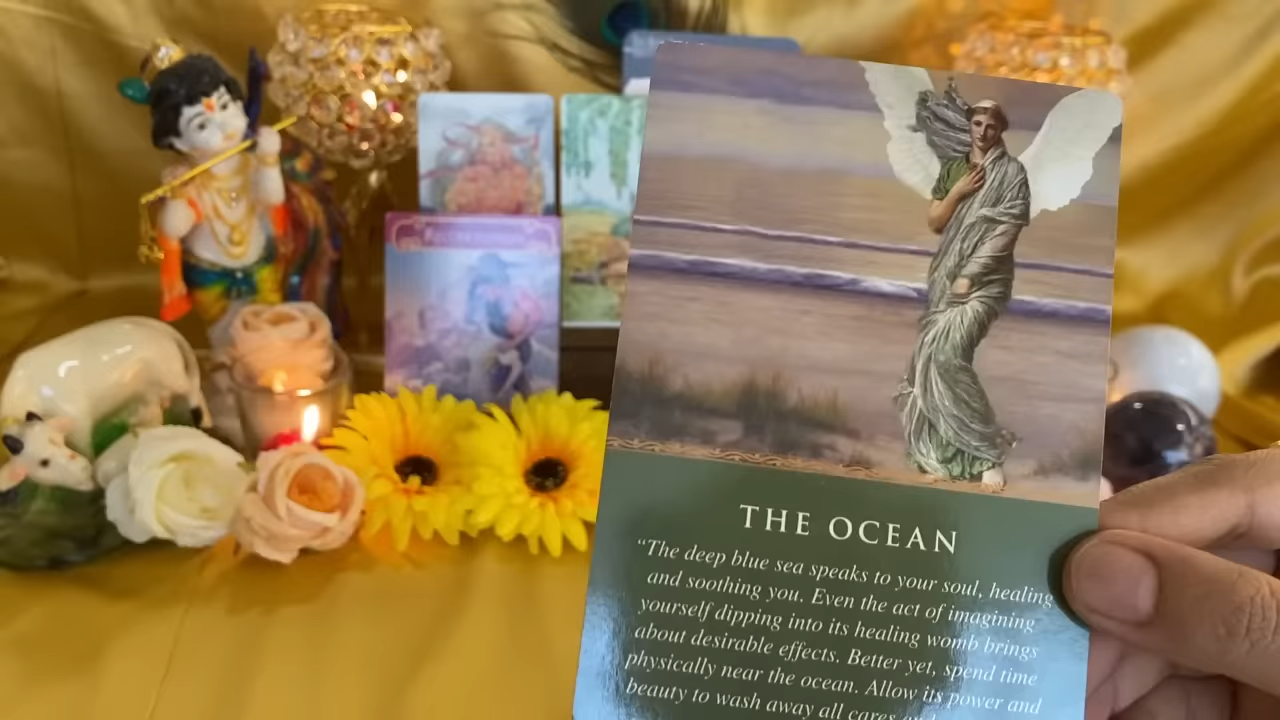 THE OCEAN
“The deep blue sea speaks to your soul, healing
and soothing you. Even the act of imagining
yourself dipping into its healing womb brings
about desirable effects. Better yet, spend time
physically near the ocean. Allow its power and
beauty to wash away all cares and